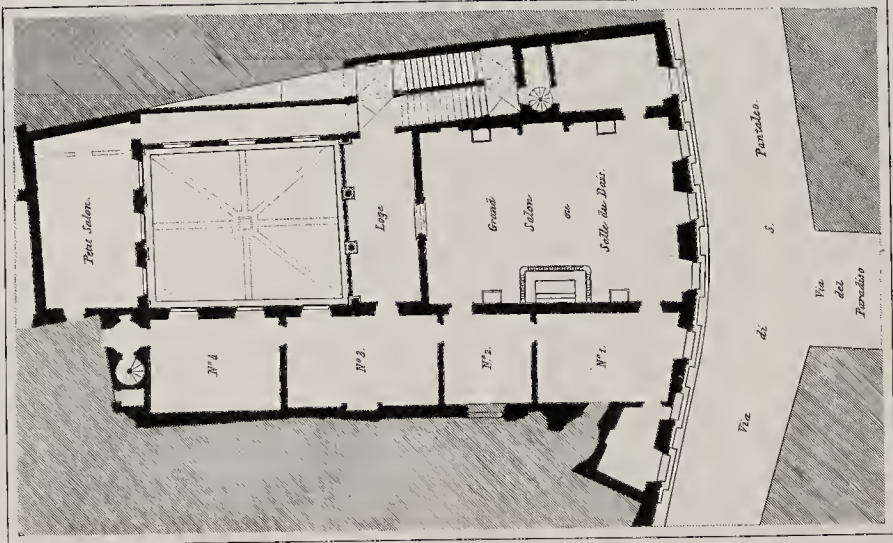 Petit Salon.
N° 4
N° 3.
Loge
N° 2.
Grand
Salon
ou
Salle du Dais.
N° 1.
Via di S. Pantaleo.
Via
del
Paradiso